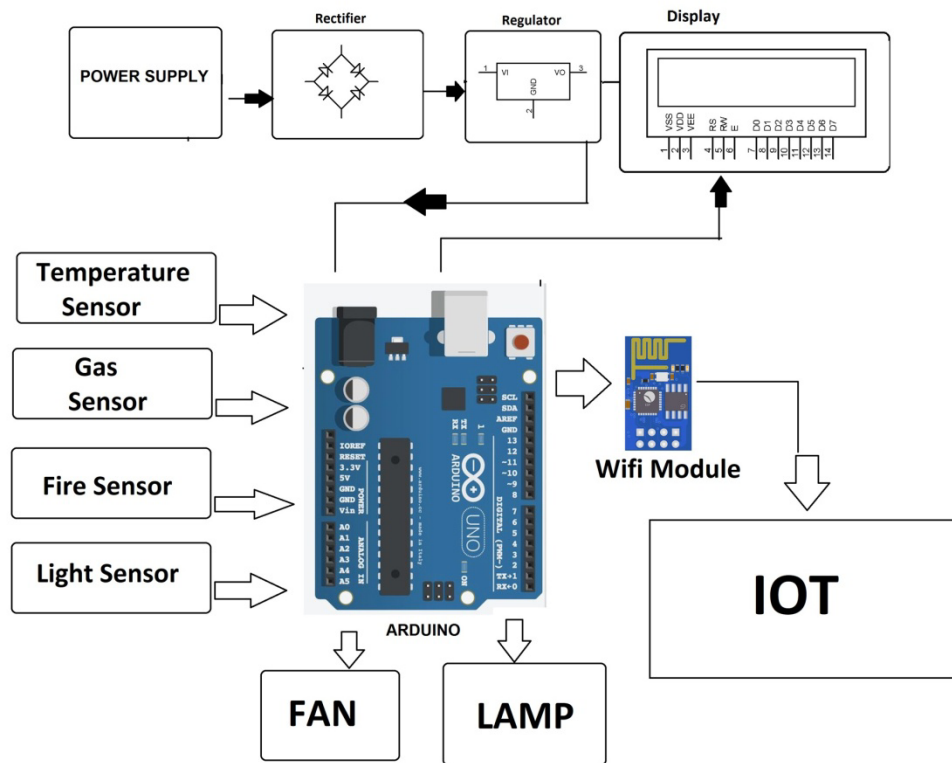 Rectifier
Regulator
Display
POWER SUPPLY
1
VI
VO
3
GND
2
VSS
VDD
VEE
RS
RW
E
D0
D1
D2
D3
D4
D5
D6
D7
1
2
3
4
5
6
7
8
9
10
11
12
13
14
Temperature
Sensor
Gas
Sensor
Fire Sensor
Light Sensor
IOREF
RESET
3.3V
5V
GND
GND
Vin
POWER
A0
A1
A2
A3
A4
A5
ANALOG IN
SCL
SDA
AREF
GND
13
12
~11
~10
~9
8
7
6
5
4
3
2
TX→1
RX←0
DIGITAL (PWM~)
TX
RX
1
ARDUINO
UNO
ON
ARDUINO
Wifi Module
IOT
FAN
LAMP